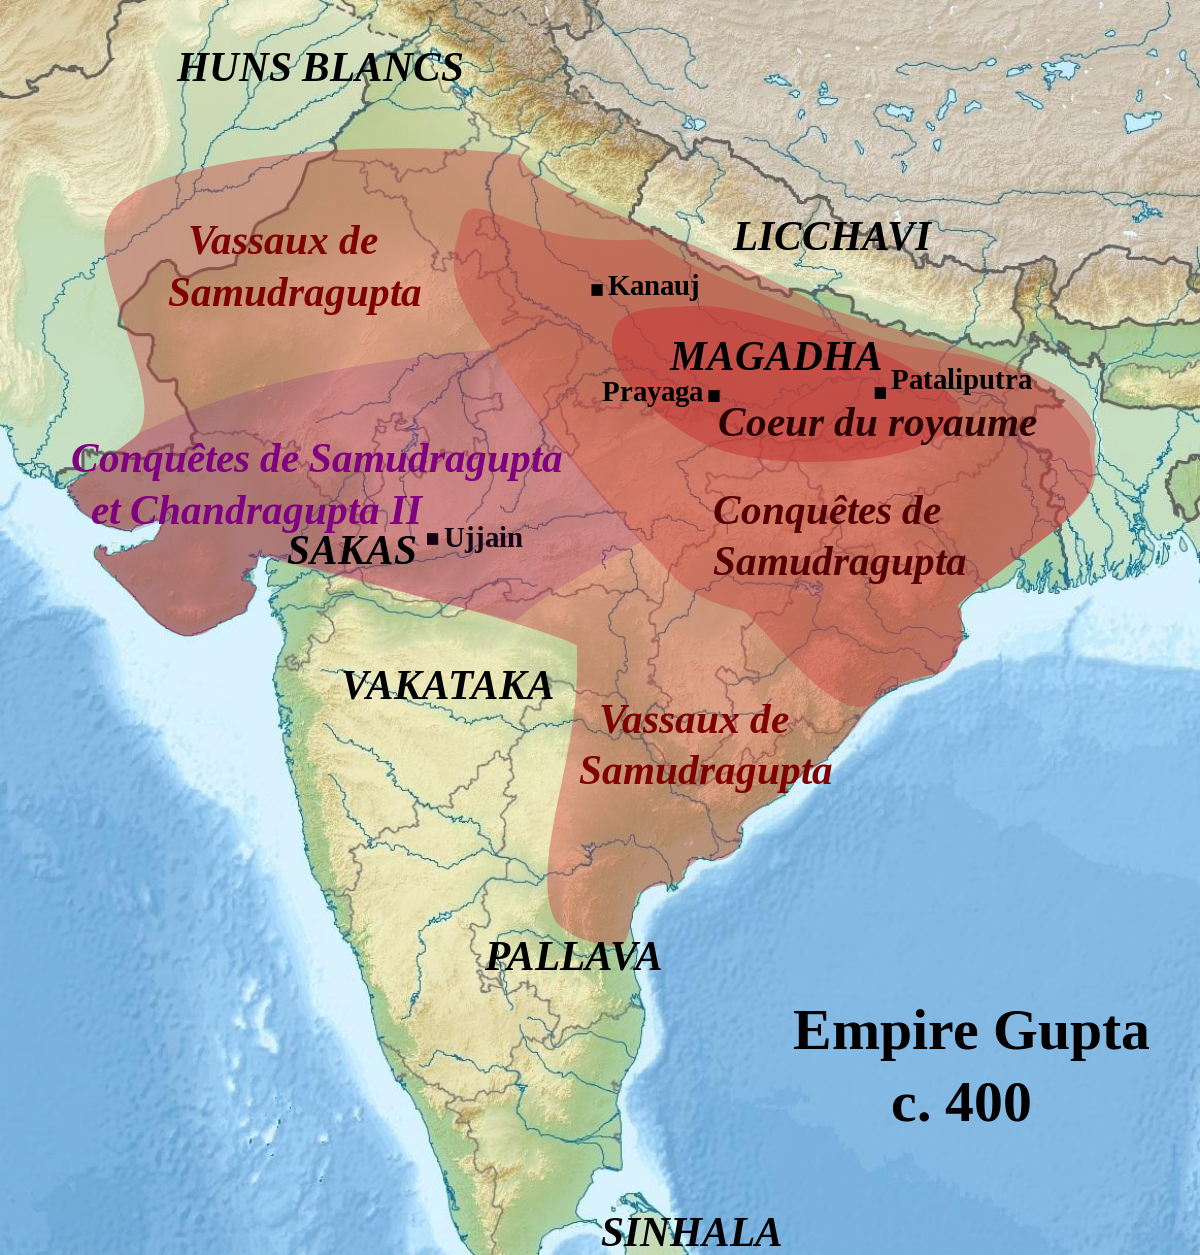 HUNS BLANCS
Vassaux de
Samudragupta
LICCHAVI
Kanauj
MAGADHA
Prayaga
Pataliputra
Coeur du royaume
Conquêtes de Samudragupta
et Chandragupta II
SAKAS
Ujjain
Conquêtes de
Samudragupta
VAKATAKA
Vassaux de
Samudragupta
PALLAVA
Empire Gupta
c. 400
SINHALA